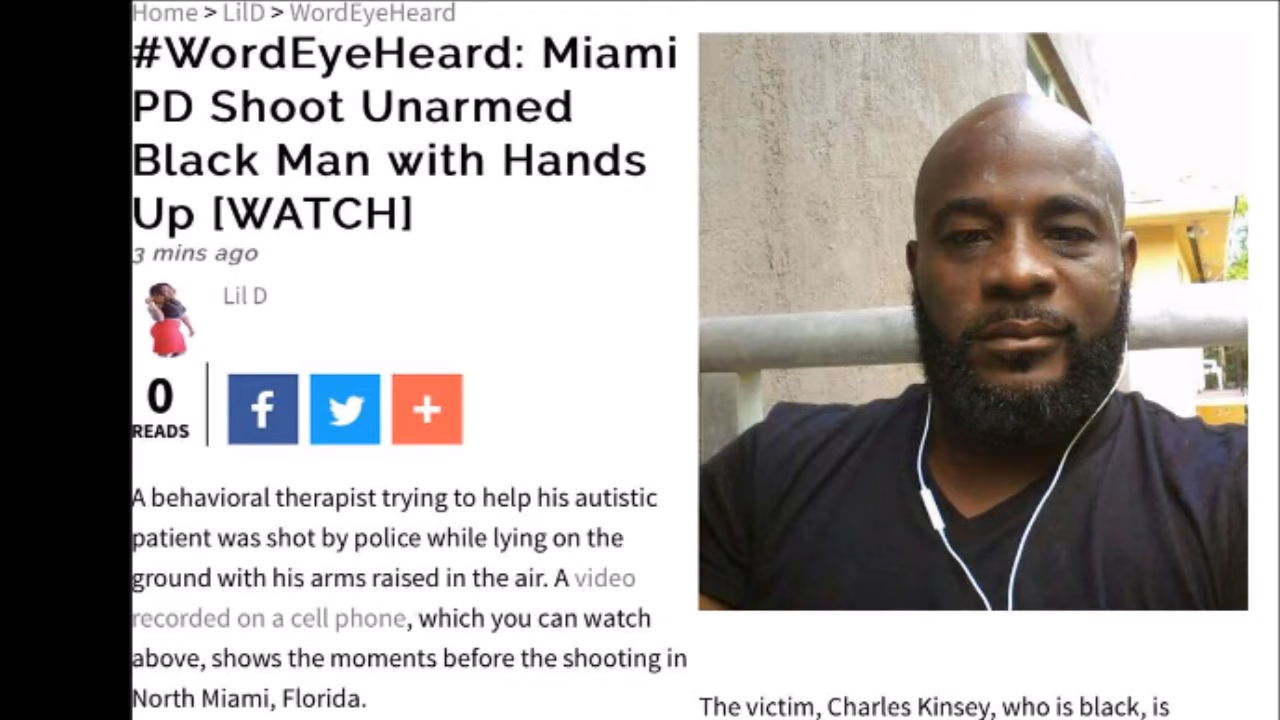 Home > LilD > WordEyeHeard
#WordEyeHeard: Miami
PD Shoot Unarmed
Black Man with Hands
Up [WATCH]
3 mins ago
Lil D
0
READS
A behavioral therapist trying to help his autistic
patient was shot by police while lying on the
ground with his arms raised in the air. A video
recorded on a cell phone, which you can watch
above, shows the moments before the shooting in
North Miami, Florida.
The victim, Charles Kinsey, who is black, is